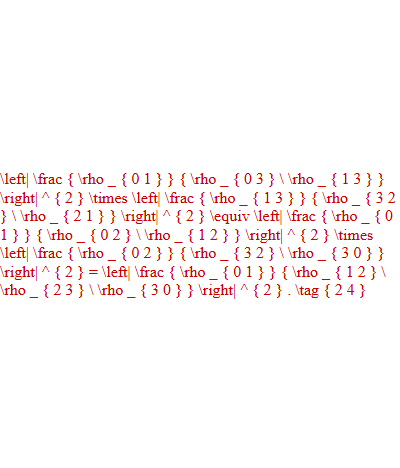 \left| \frac { \rho _ { 0 1 } } { \rho _ { 0 3 } \ \rho _ { 1 3 } }
\right| ^ { 2 } \times \left| \frac { \rho _ { 1 3 } } { \rho _ { 3 2
} \ \rho _ { 2 1 } } \right| ^ { 2 } \equiv \left| \frac { \rho _ { 0
1 } } { \rho _ { 0 2 } \ \rho _ { 1 2 } } \right| ^ { 2 } \times
\left| \frac { \rho _ { 0 2 } } { \rho _ { 3 2 } \ \rho _ { 3 0 } }
\right| ^ { 2 } = \left| \frac { \rho _ { 0 1 } } { \rho _ { 1 2 } \
\rho _ { 2 3 } \ \rho _ { 3 0 } } \right| ^ { 2 } . \tag { 2 4 }